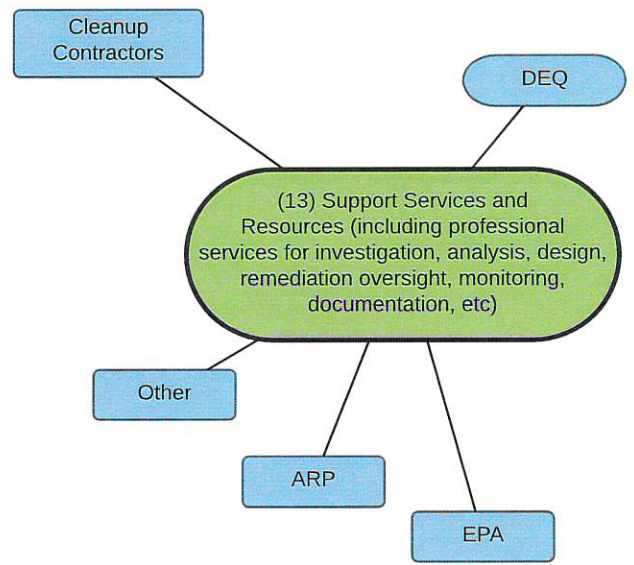 Cleanup
Contractors
DEQ
(13) Support Services and
Resources (including professional
services for investigation, analysis, design,
remediation oversight, monitoring,
documentation, etc)
Other
ARP
EPA